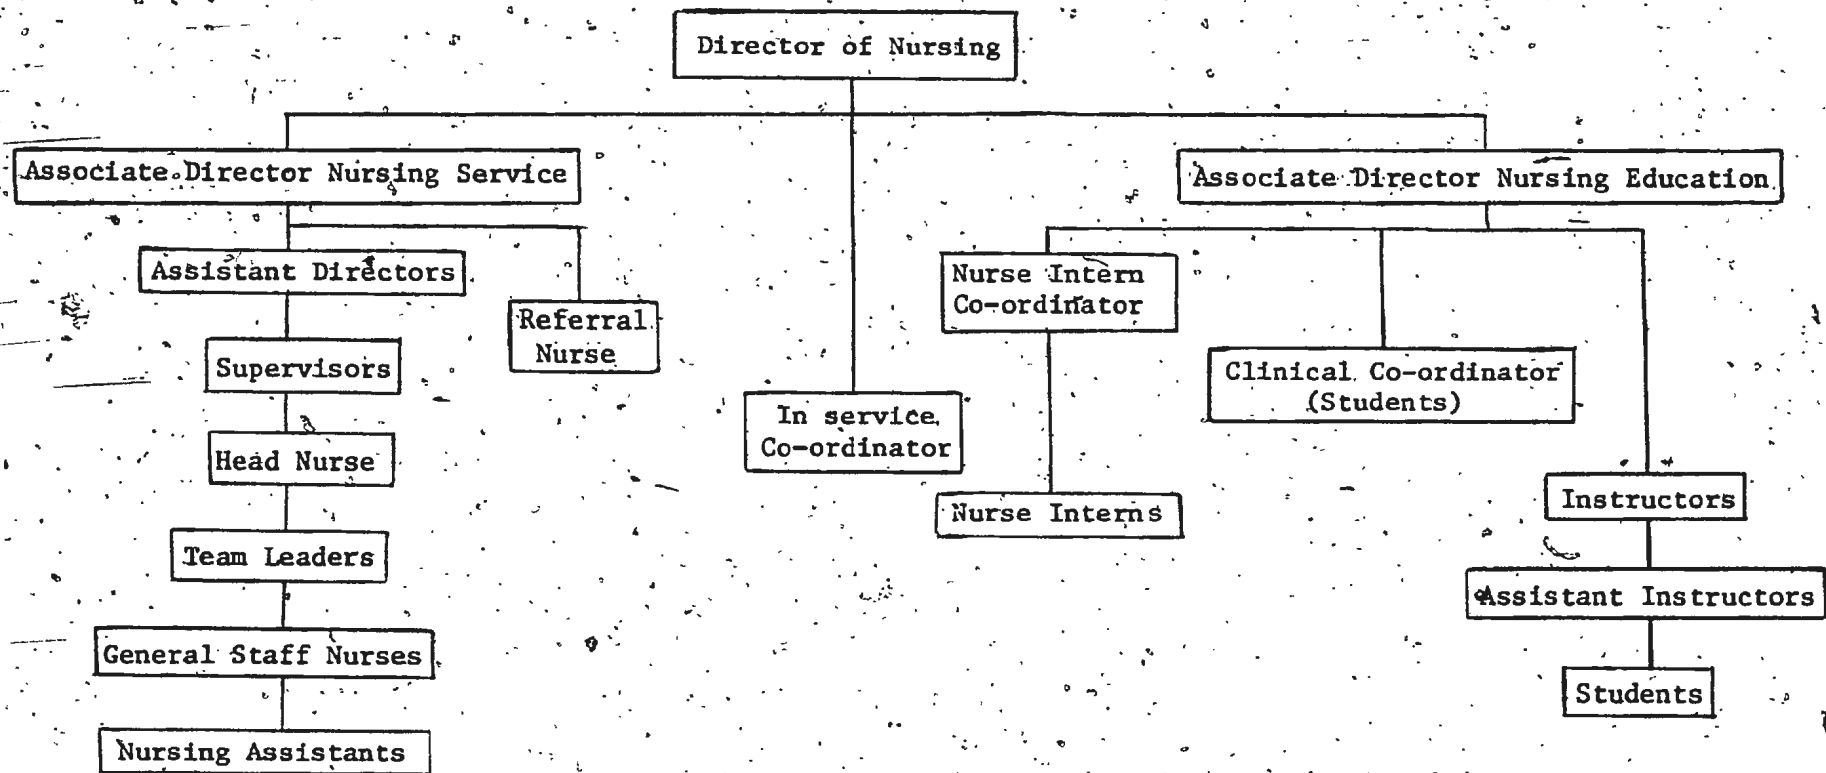 Director of Nursing
Associate Director Nursing Service
Associate Director Nursing Education
Assistant Directors
Nurse Intern
Co-ordinator
Referral
Nurse
Supervisors
Clinical Co-ordinator
(Students)
In service
Co-ordinator
Head Nurse
Nurse Interns
Instructors
Team Leaders
Assistant Instructors
General Staff Nurses
Students
Nursing Assistants